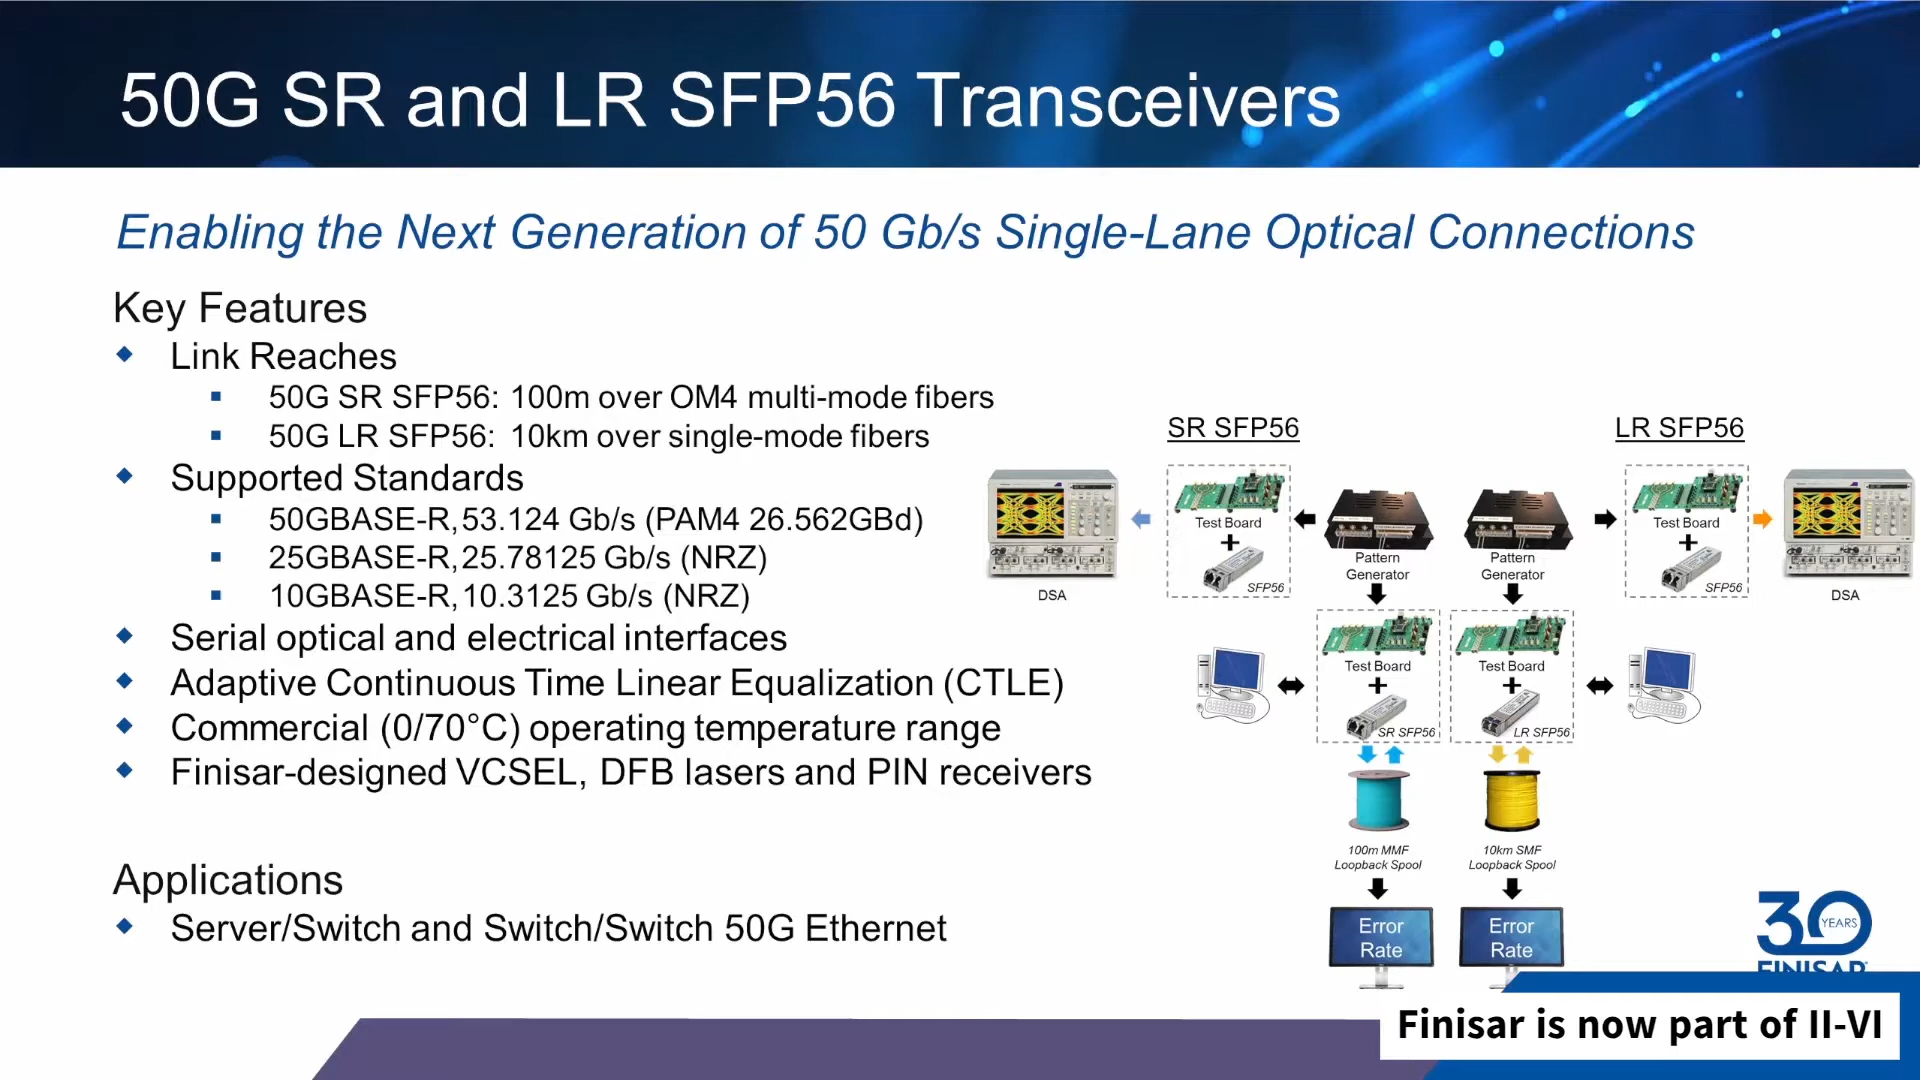 50G SR and LR SFP56 Transceivers
Enabling the Next Generation of 50 Gb/s Single-Lane Optical Connections
Key Features
Link Reaches
50G SR SFP56: 100m over OM4 multi-mode fibers
50G LR SFP56: 10km over single-mode fibers
Supported Standards
50GBASE-R, 53.124 Gb/s (PAM4 26.562GBd)
25GBASE-R, 25.78125 Gb/s (NRZ)
10GBASE-R, 10.3125 Gb/s (NRZ)
Serial optical and electrical interfaces
Adaptive Continuous Time Linear Equalization (CTLE)
Commercial (0/70°C) operating temperature range
Finisar-designed VCSEL, DFB lasers and PIN receivers
Applications
Server/Switch and Switch/Switch 50G Ethernet
SR SFP56
LR SFP56
DSA
Test Board
+
SFP56
Pattern
Generator
Pattern
Generator
Test Board
+
SFP56
DSA
Test Board
+
SR SFP56
Test Board
+
LR SFP56
100m MMF
Loopback Spool
10km SMF
Loopback Spool
Error
Rate
Error
Rate
30 YEARS
FINISAR
Finisar is now part of II-VI